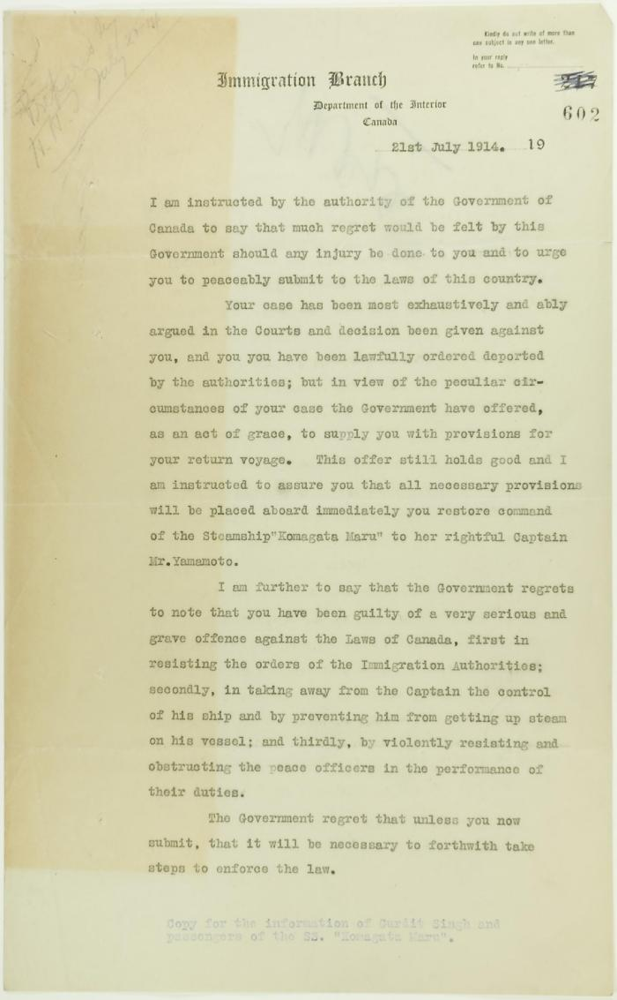 Kindly do not write of more than
one subject in any one letter.
In your reply
refer to No.
Immigration Branch
Department of the Interior
Canada
602
21st July 1914. 19
I am instructed by the authority of the Government of
Canada to say that much regret would be felt by this
Government should any injury be done to you and to urge
you to peaceably submit to the laws of this country.
Your case has been most exhaustively and ably
argued in the Courts and decision been given against
you, and you you have been lawfully ordered deported
by the authorities; but in view of the peculiar cir-
cumstances of your case the Government have offered,
as an act of grace, to supply you with provisions for
your return voyage. This offer still holds good and I
am instructed to assure you that all necessary provisions
will be placed aboard immediately you restore command
of the Steamship"Komagata Maru" to her rightful Captain
Mr.Yamamoto.
I am further to say that the Government regrets
to note that you have been guilty of a very serious and
grave offence against the Laws of Canada, first in
resisting the orders of the Immigration Authorities;
secondly, in taking away from the Captain the control
of his ship and by preventing him from getting up steam
on his vessel; and thirdly, by violently resisting and
obstructing the peace officers in the performance of
their duties.
The Government regret that unless you now
submit, that it will be necessary to forthwith take
steps to enforce the law.
Copy for the information of Gurdit Singh and
passengers of the SS. "Komagata Maru".